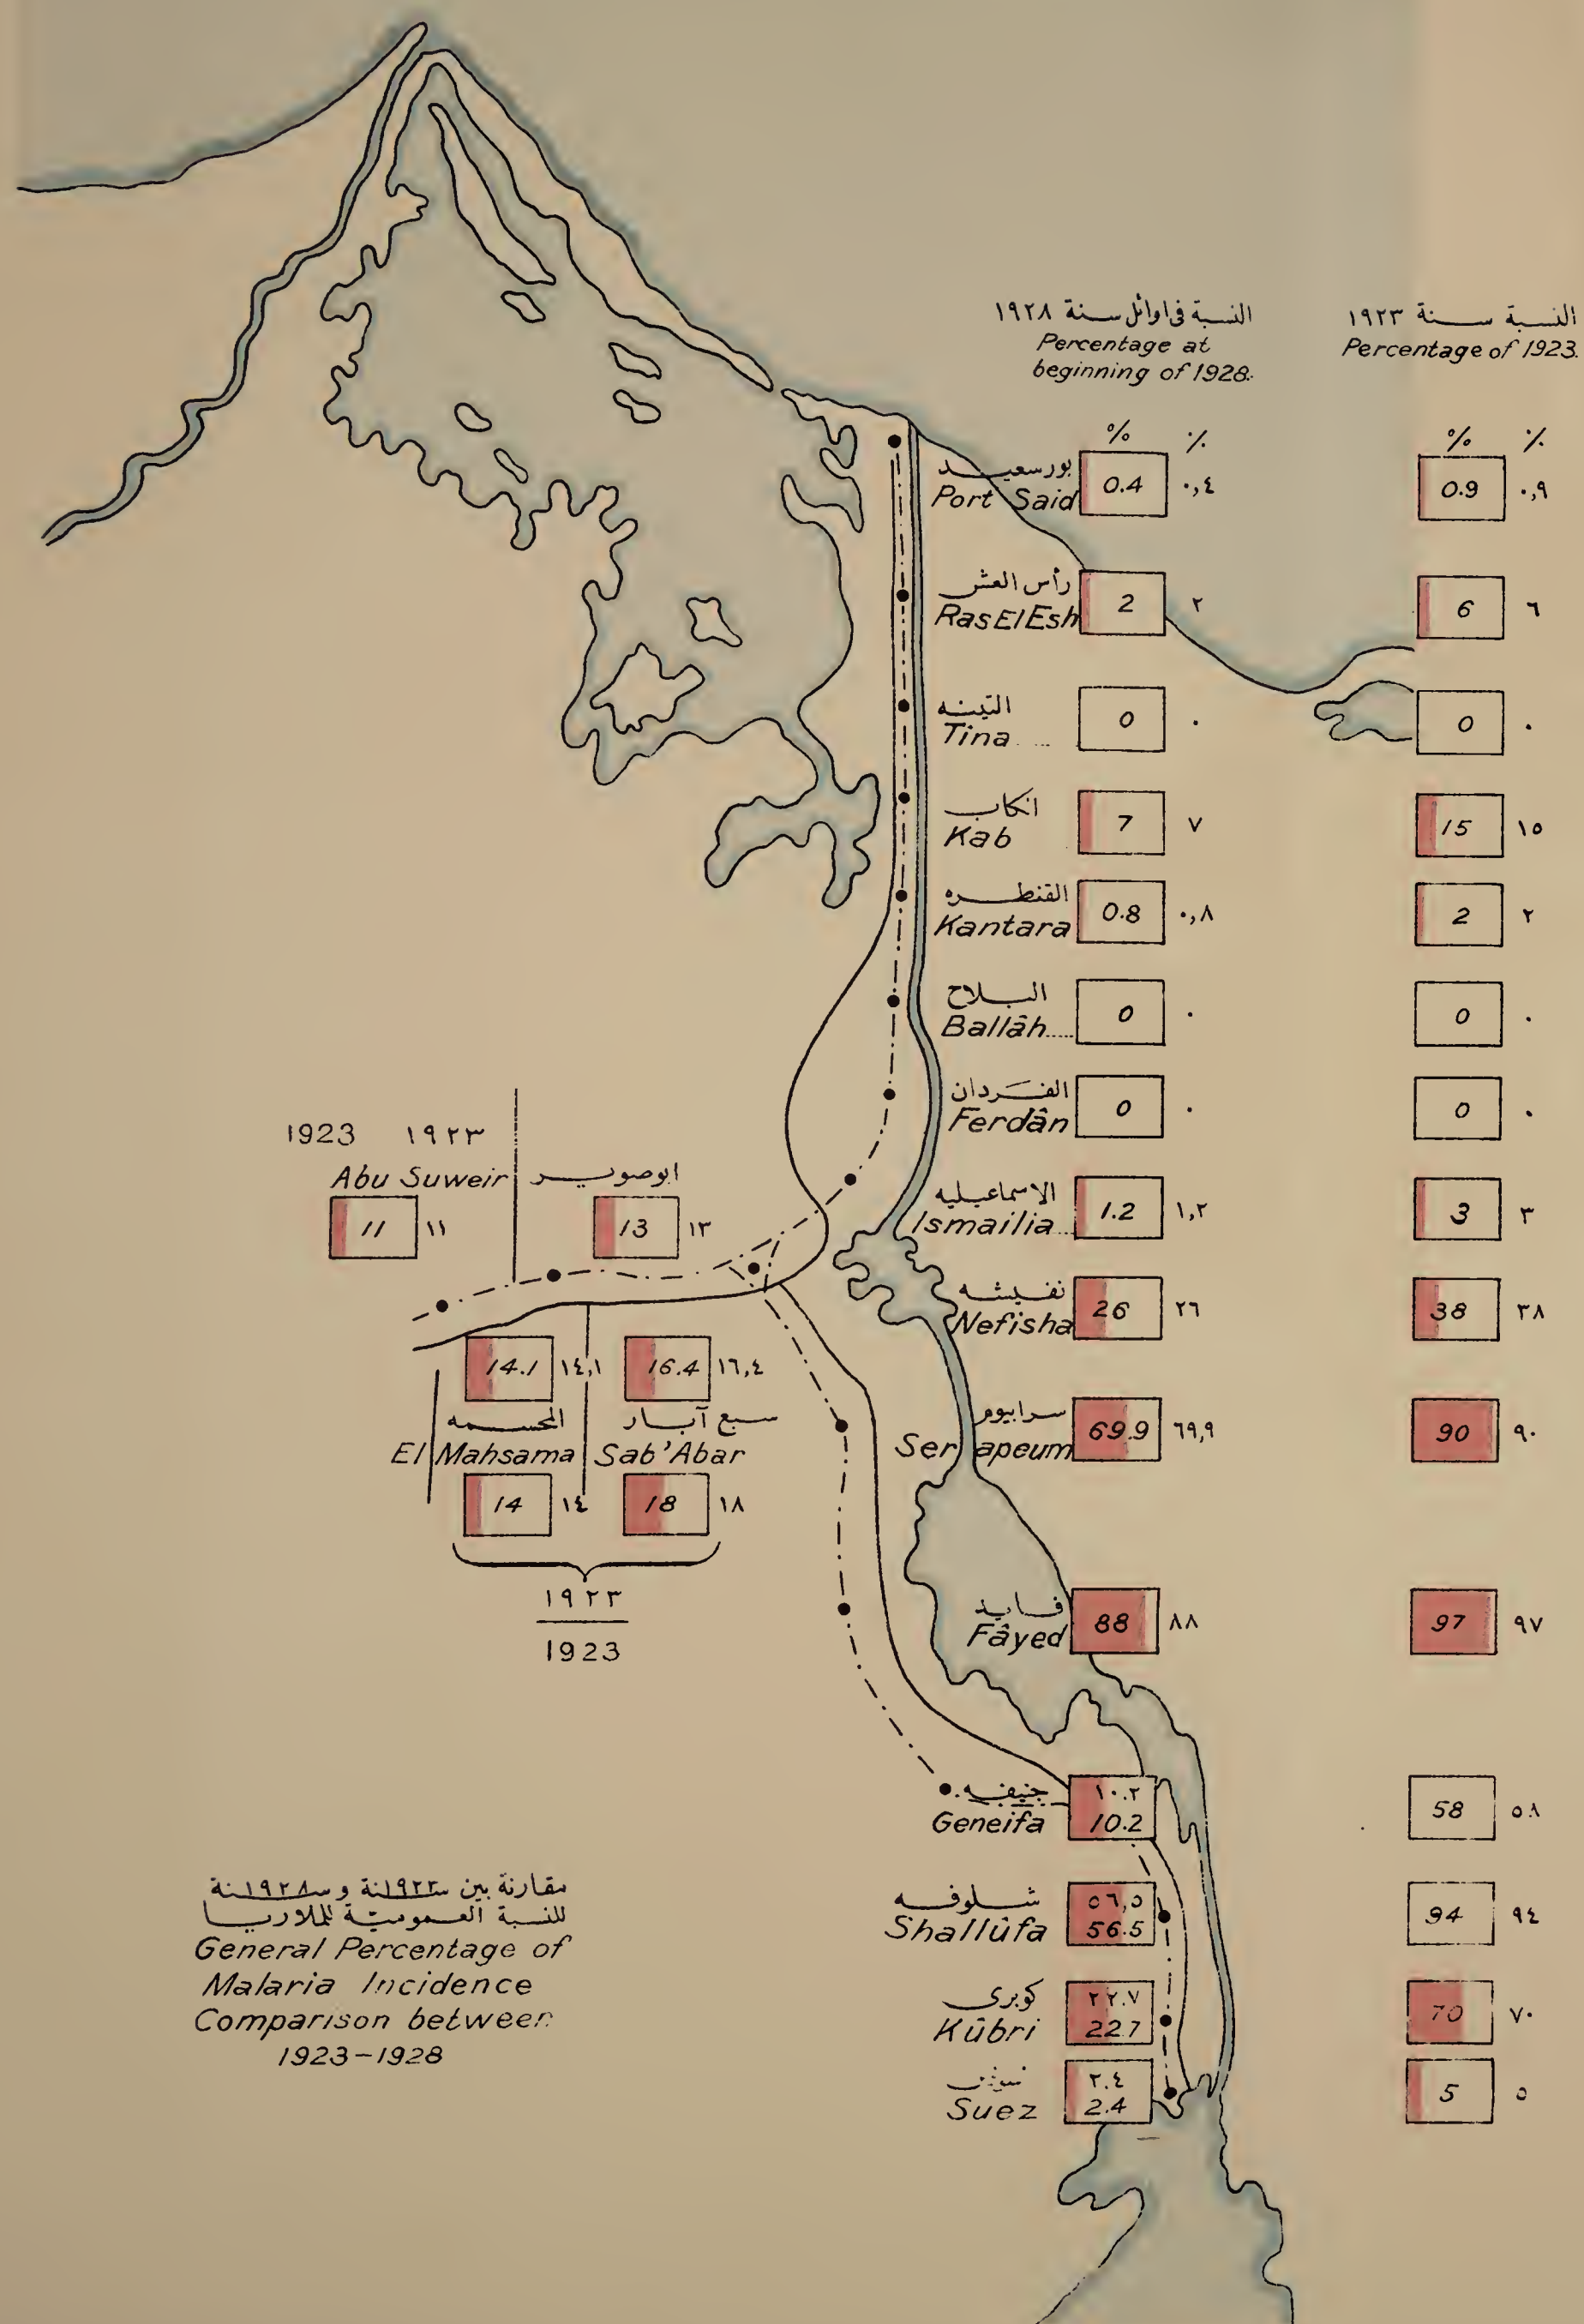 النسبة فى اوائل سنة ١٩٢٨
Percentage at
beginning of 1928.
النسبة سنة ١٩٢٣
Percentage of 1923.
% ٪ % ٪
بورسعيد
Port Said 0.4 ٠,٤ 0.9 ٠,٩
رأس العش
Ras El Esh 2 ٢ 6 ٦
التينه
Tina 0 ٠ 0 ٠
الكاب
Kab 7 ٧ 15 ١٥
القنطره
Kantara 0.8 ٠,٨ 2 ٢
البلاح
Ballâh 0 ٠ 0 ٠
الفردان
Ferdân 0 ٠ 0 ٠
الاسماعيليه
Ismailia 1.2 ١,٢ 3 ٣
نفيشه
Nefisha 26 ٢٦ 38 ٣٨
سرابيوم
Serapeum 69.9 ٦٩,٩ 90 ٩٠
فايد
Fâyed 88 ٨٨ 97 ٩٧
جنيفه
١٠.٢
Geneifa 10.2 58 ٥٨
شلوفه
٥٦,٥
Shallûfa 56.5 94 ٩٤
كوبرى
٢٢.٧
Kûbri 22.7 70 ٧٠
٢.٤
Suez 2.4 5 ٥
1923 ١٩٢٣
Abu Suweir ابوصوير
11 ١١ 13 ١٣
14.1 ١٤,١ 16.4 ١٦,٤
المحسمه سبع آبار
El Mahsama Sab'Abar
14 ١٤ 18 ١٨
١٩٢٣
1923
مقارنة بين سنة ١٩٢٣ و سنة ١٩٢٨
للنسبة العمومية للملاريا
General Percentage of
Malaria Incidence
Comparison between
1923-1928